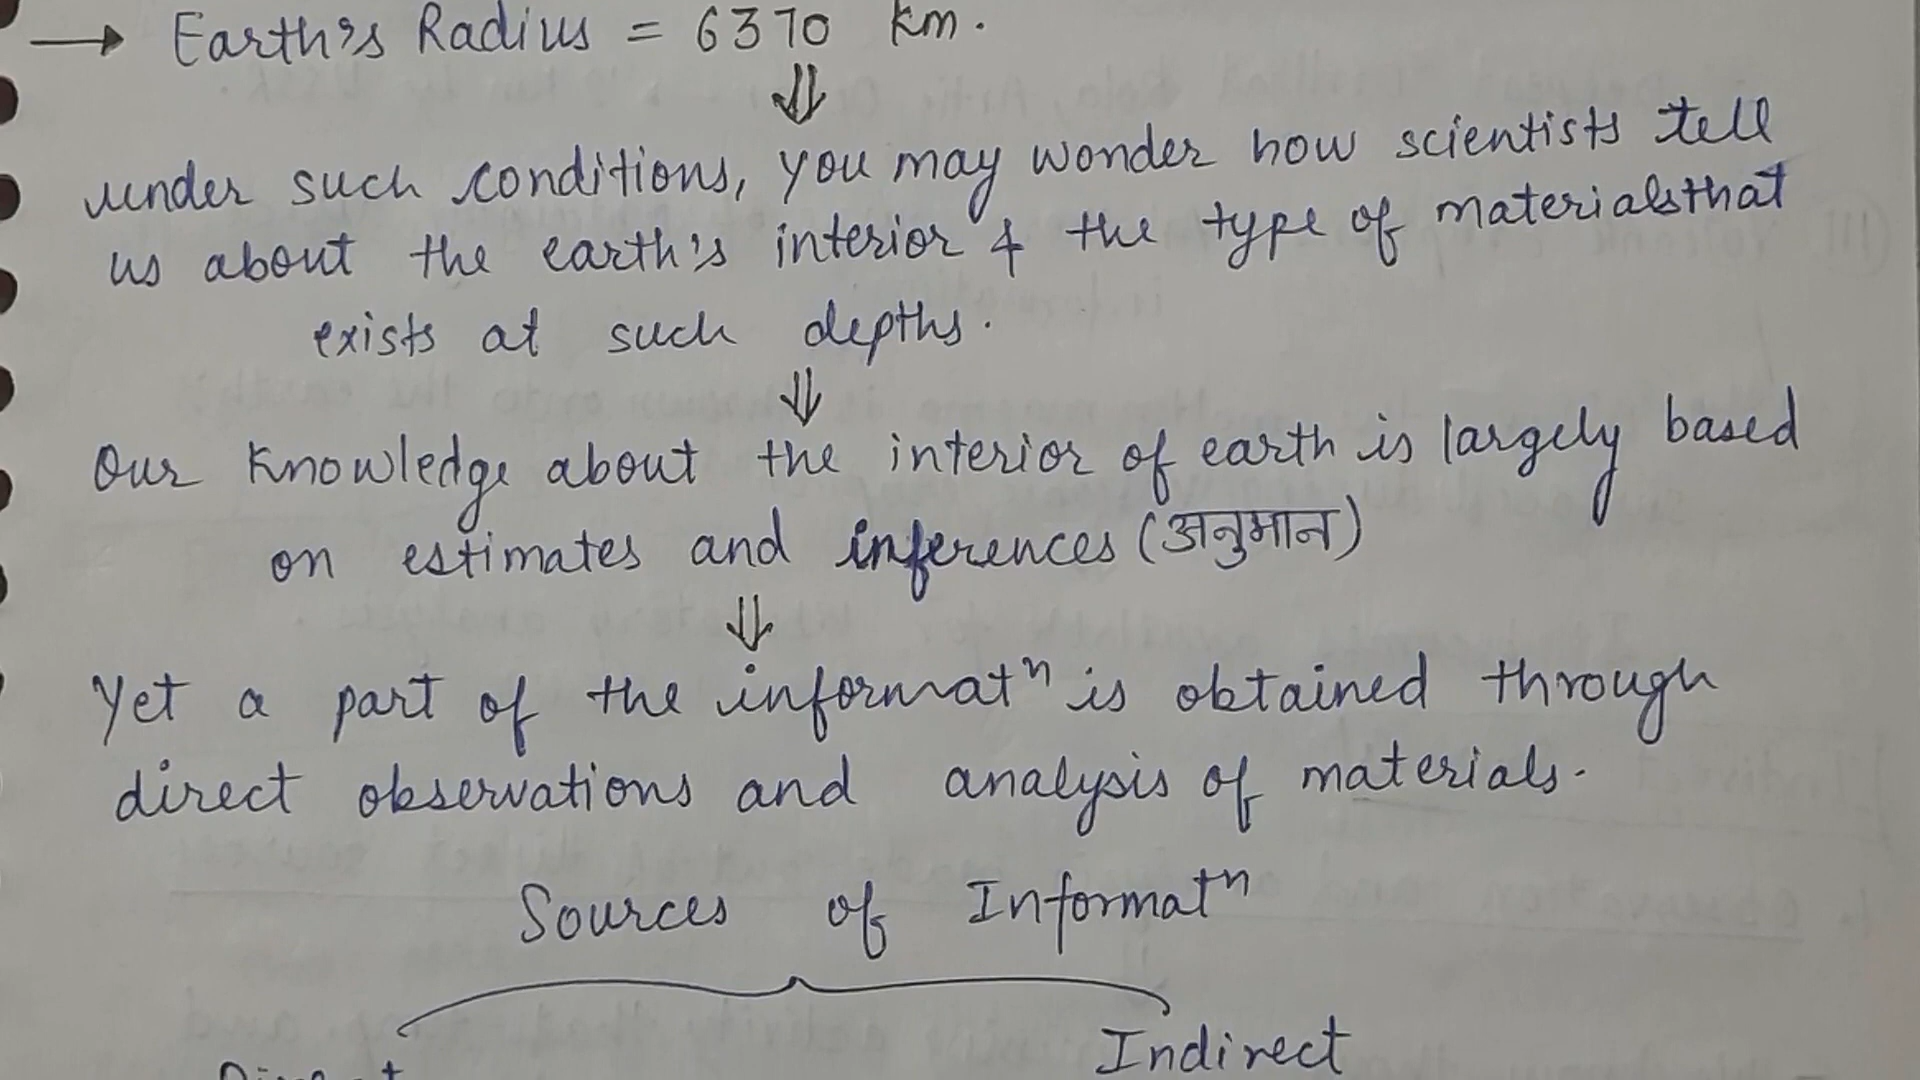 → Earth's Radius = 6370 km.
⇓
under such conditions, you may wonder how scientists tell
us about the earth's interior & the type of materials that
exists at such depths.
⇓
Our knowledge about the interior of earth is largely based
on estimates and inferences (अनुमान)
⇓
Yet a part of the informatⁿ is obtained through
direct observations and analysis of materials.
Sources of Informatⁿ
Direct Indirect